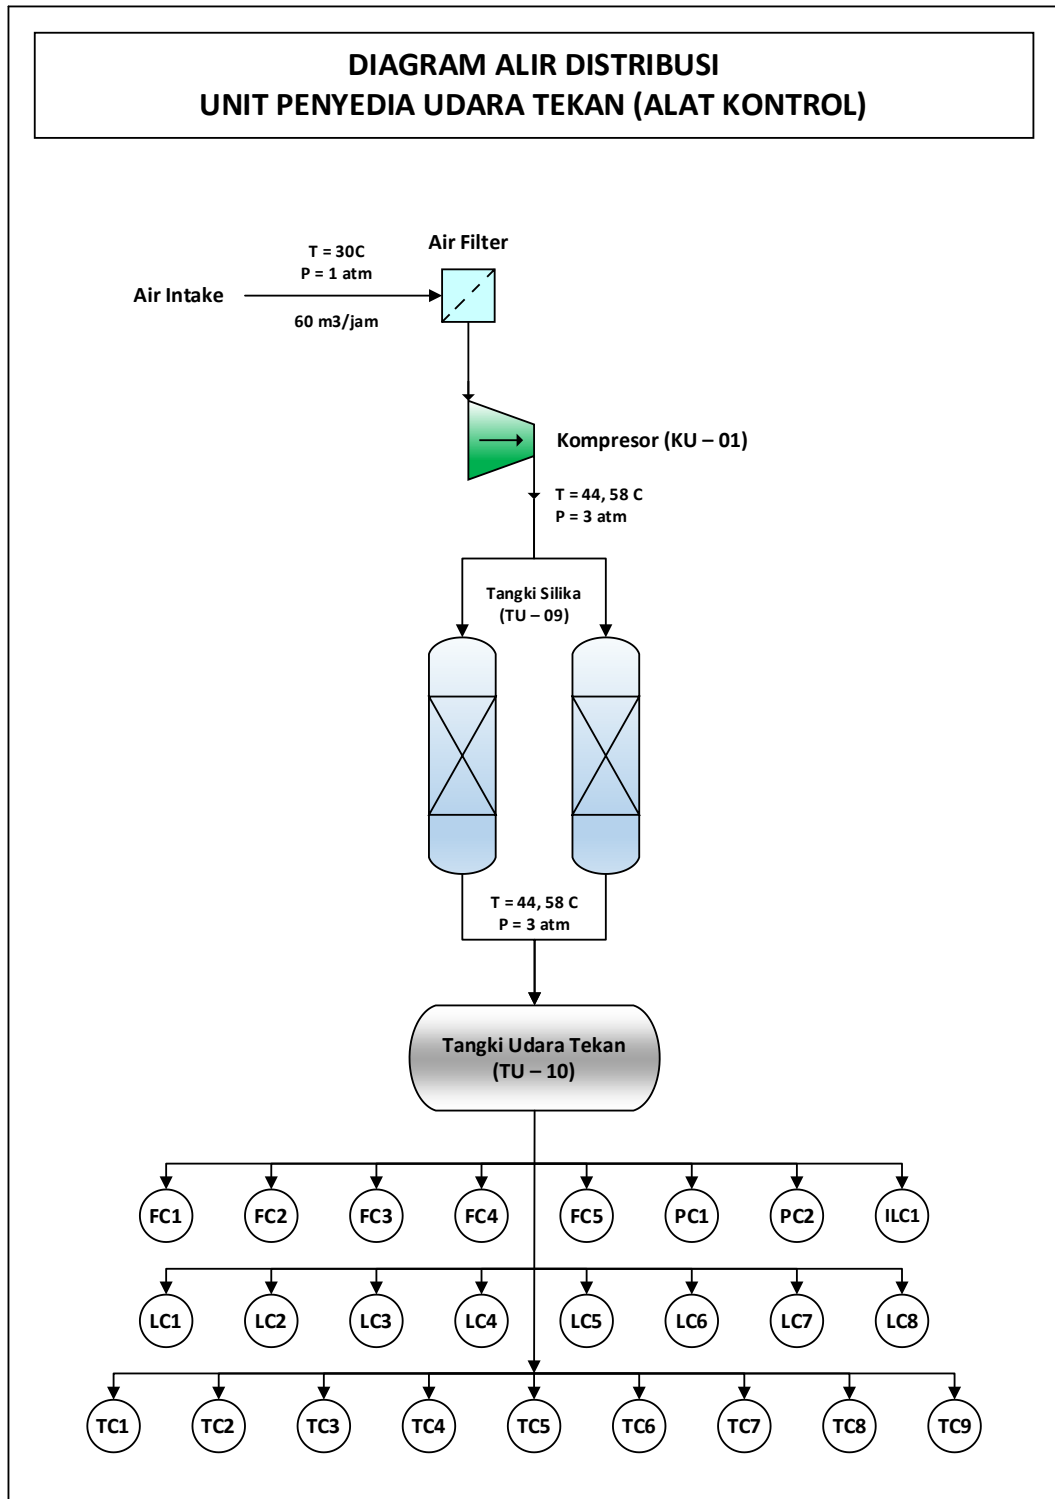 DIAGRAM ALIR DISTRIBUSI
UNIT PENYEDIA UDARA TEKAN (ALAT KONTROL)
Air Filter
T = 30C
P = 1 atm
Air Intake
60 m3/jam
Kompresor (KU – 01)
T = 44, 58 C
P = 3 atm
Tangki Silika
(TU – 09)
T = 44, 58 C
P = 3 atm
Tangki Udara Tekan
(TU – 10)
FC1 FC2 FC3 FC4 FC5 PC1 PC2 ILC1
LC1 LC2 LC3 LC4 LC5 LC6 LC7 LC8
TC1 TC2 TC3 TC4 TC5 TC6 TC7 TC8 TC9